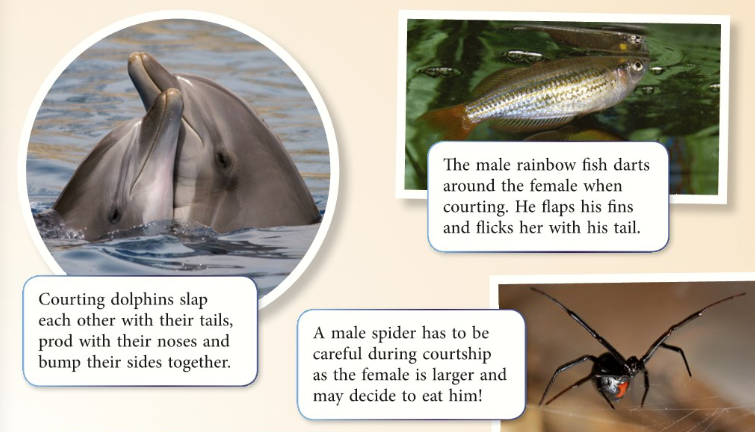 The male rainbow fish darts
around the female when
courting. He flaps his fins
and flicks her with his tail.
Courting dolphins slap
each other with their tails,
prod with their noses and
bump their sides together.
A male spider has to be
careful during courtship
as the female is larger and
may decide to eat him!